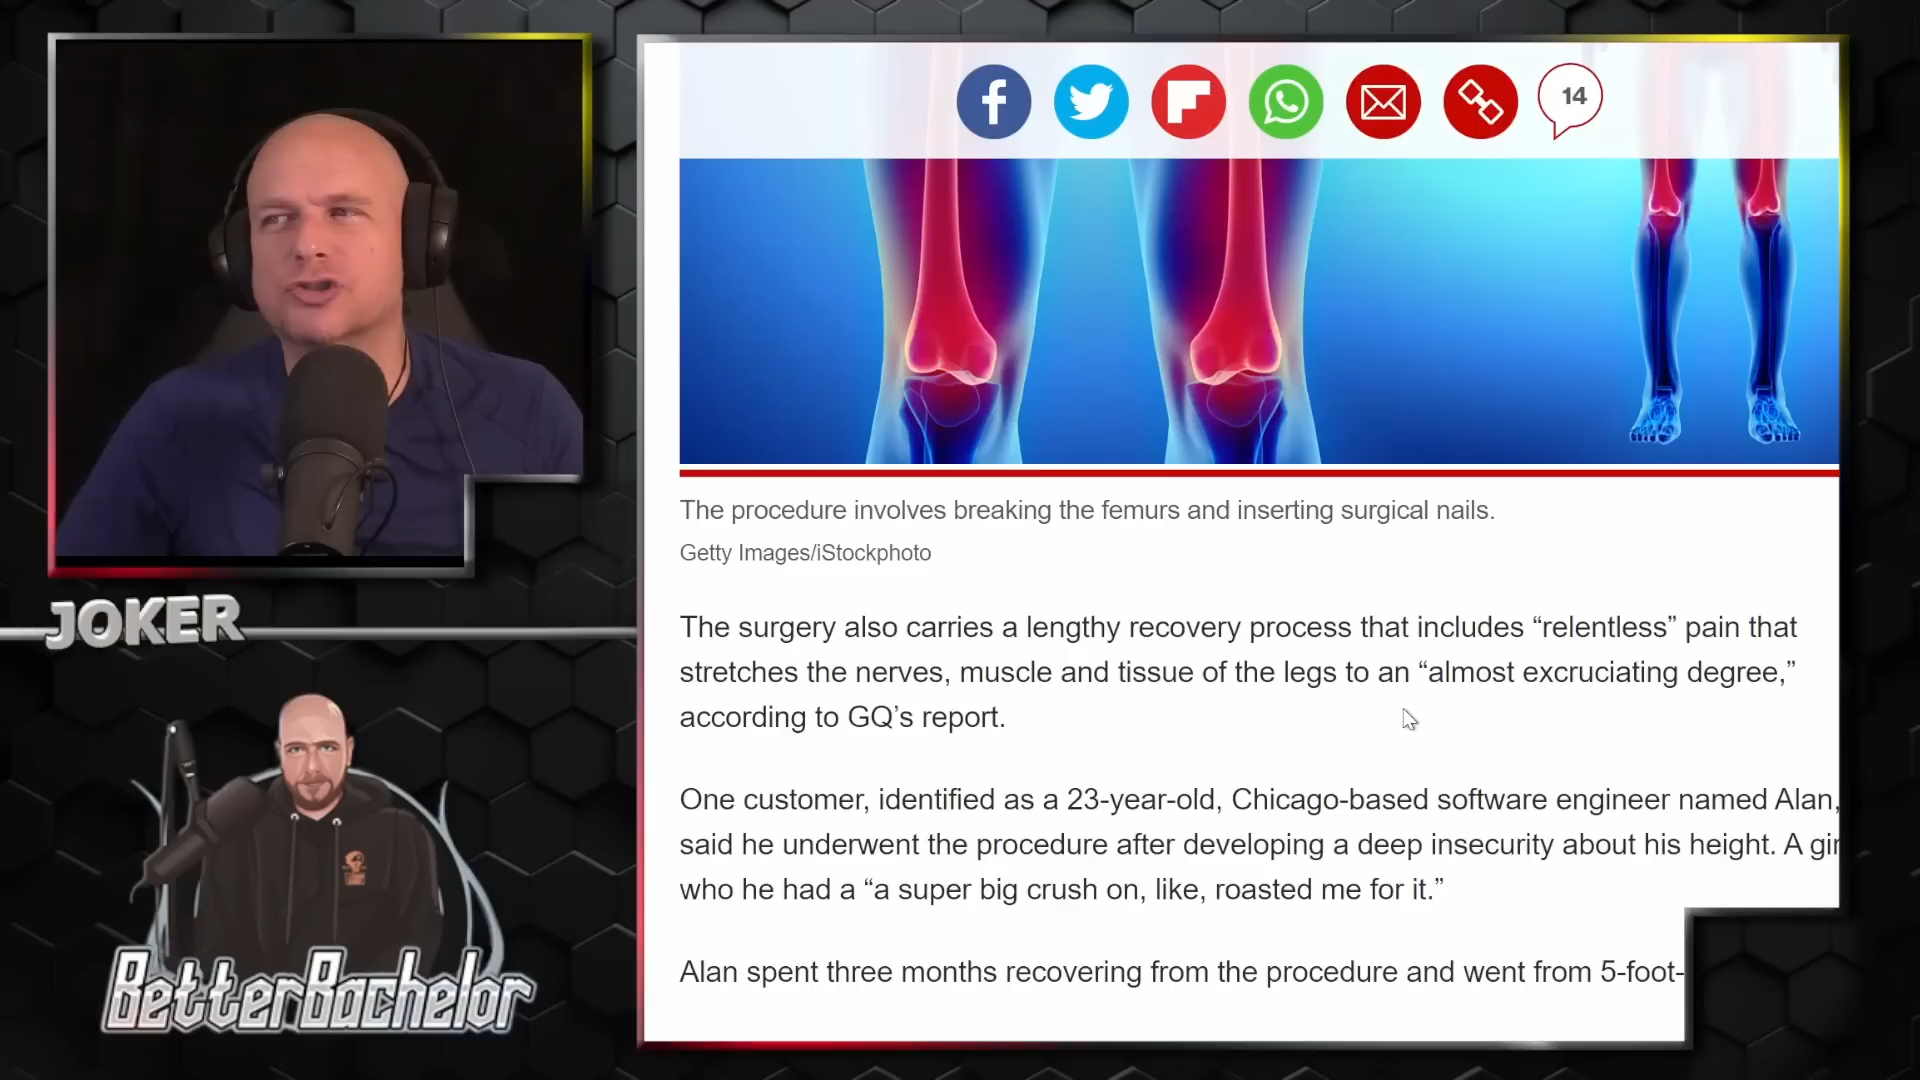 14
The procedure involves breaking the femurs and inserting surgical nails.
Getty Images/iStockphoto
The surgery also carries a lengthy recovery process that includes “relentless” pain that
stretches the nerves, muscle and tissue of the legs to an “almost excruciating degree,”
according to GQ’s report.
One customer, identified as a 23-year-old, Chicago-based software engineer named Alan,
said he underwent the procedure after developing a deep insecurity about his height. A
who he had a “a super big crush on, like, roasted me for it.”
Alan spent three months recovering from the procedure and went from 5-foot-
JOKER
BetterBachelor